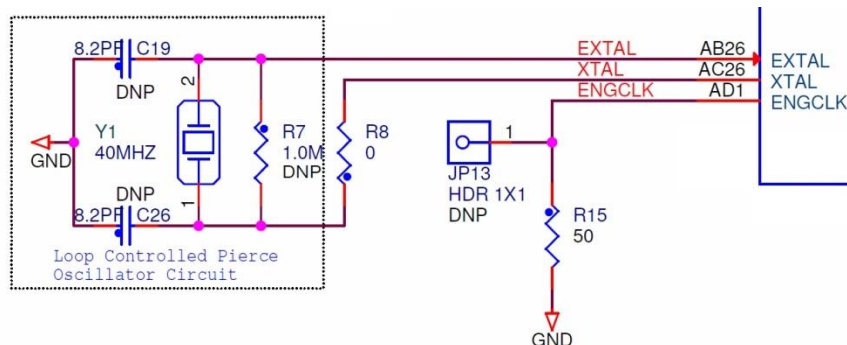 8.2PF C19
DNP
2
Y1
40MHZ
R7
1.0M
DNP
R8
0
GND
1
DNP
8.2PF C26
Loop Controlled Pierce
Oscillator Circuit
EXTAL
AB26
EXTAL
XTAL
AC26
XTAL
ENGCLK
AD1
ENGCLK
1
JP13
HDR 1X1
DNP
R15
50
GND